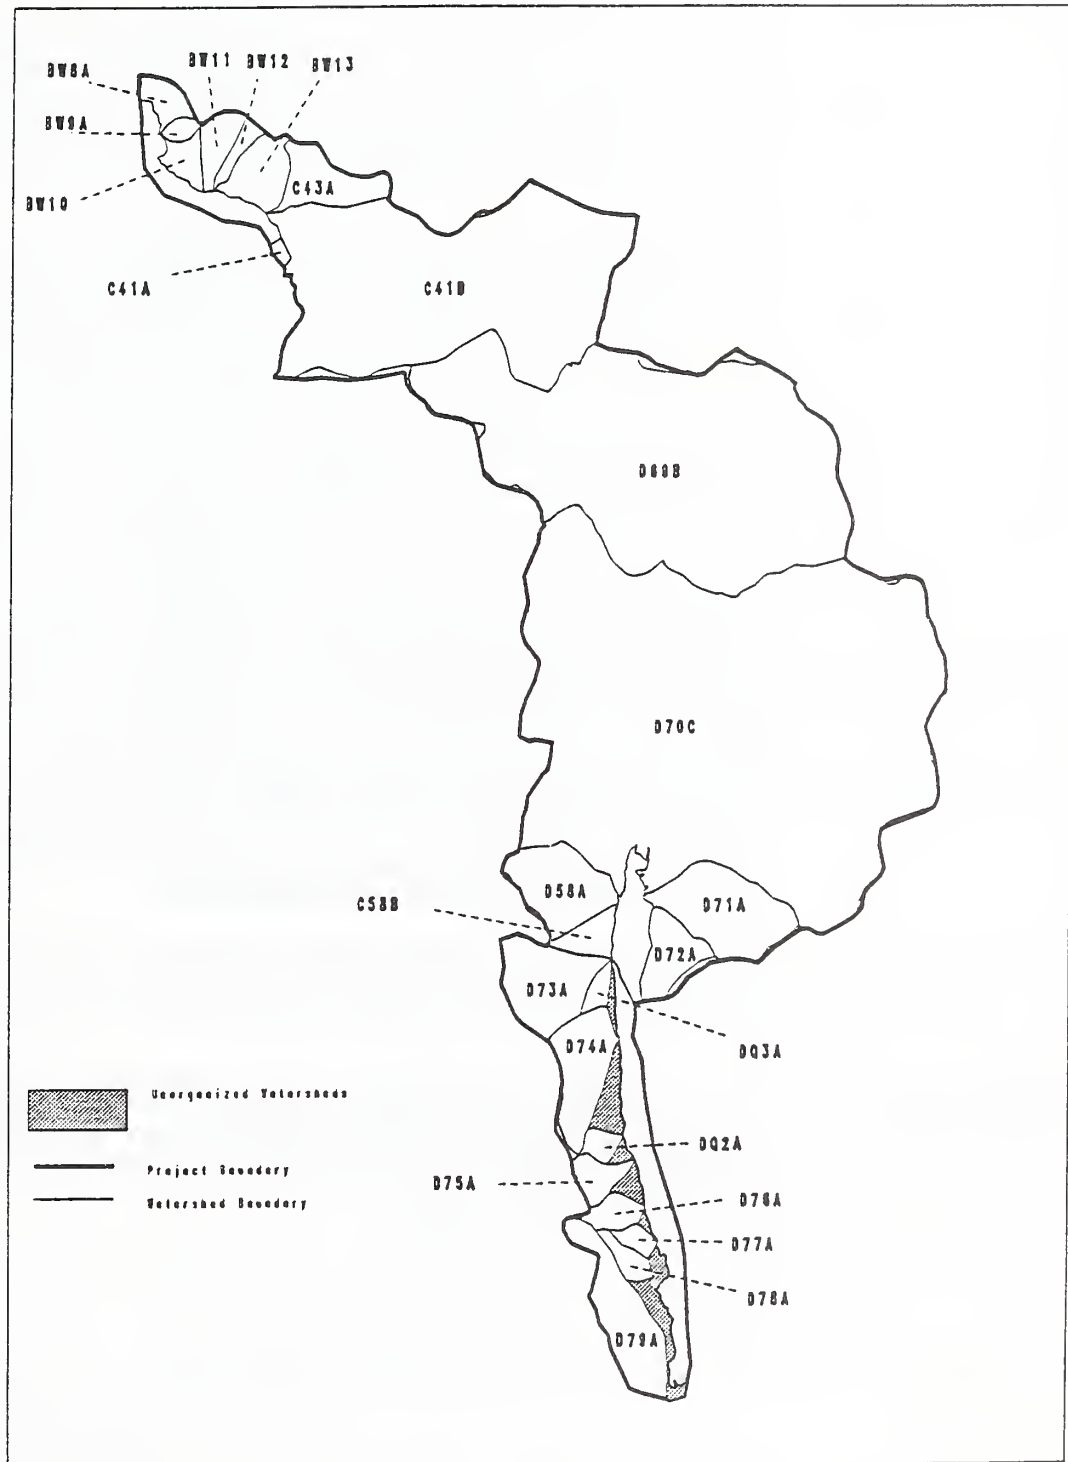 BW11 BW12 BW13
BW8A
BW9A
C43A
BW10
C41A
C41B
D69B
D70C
D58A
C58B
D71A
D72A
D73A
D74A
DQ3A
Unorganized Watersheds
DQ2A
Project Boundary
D75A
D76A
Watershed Boundary
D77A
D78A
D79A